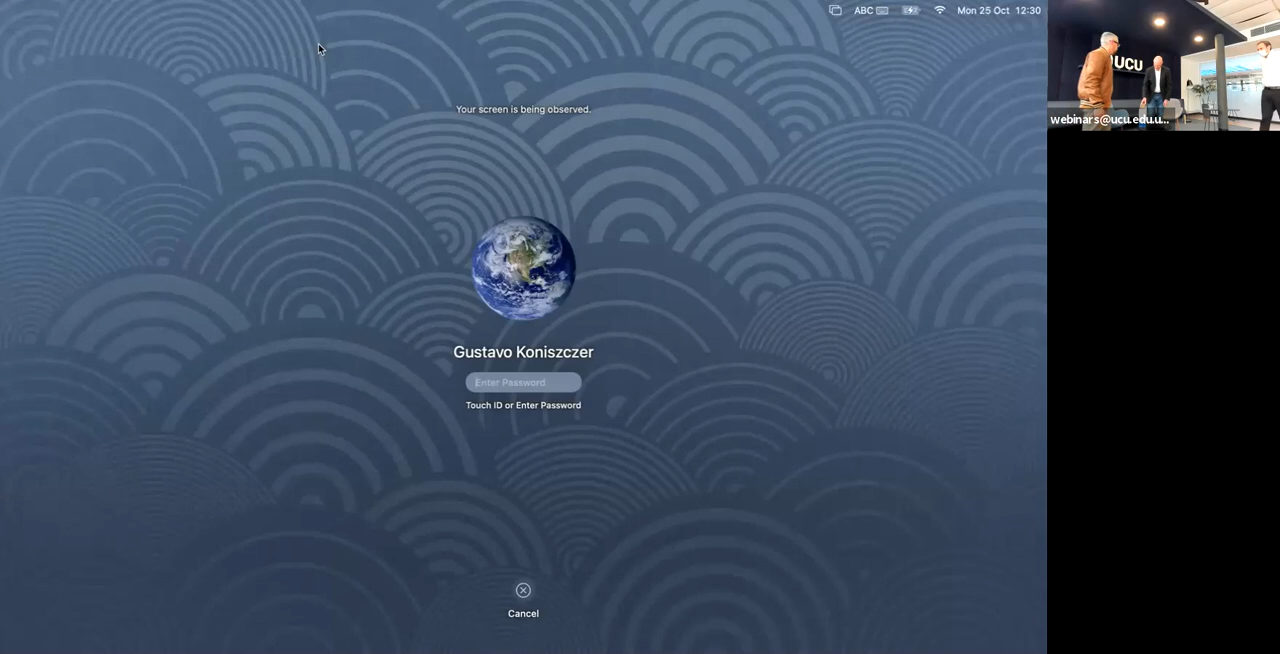 ABC
Mon 25 Oct 12:30
UCU
webinars@ucu.edu.u...
Your screen is being observed.
Gustavo Koniszczer
Enter Password
Touch ID or Enter Password
Cancel